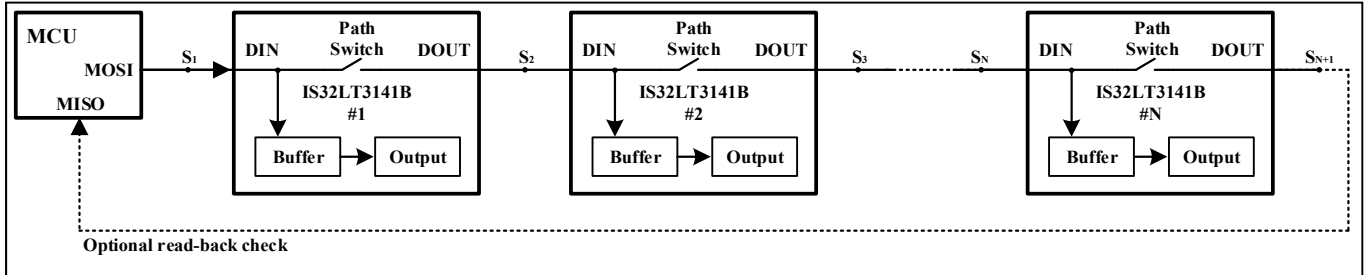 MCU
MOSI
MISO
S1
DIN
Path
Switch
DOUT
IS32LT3141B
#1
Buffer
Output
S2
DIN
Path
Switch
DOUT
IS32LT3141B
#2
Buffer
Output
S3
SN
DIN
Path
Switch
DOUT
IS32LT3141B
#N
Buffer
Output
SN+1
Optional read-back check